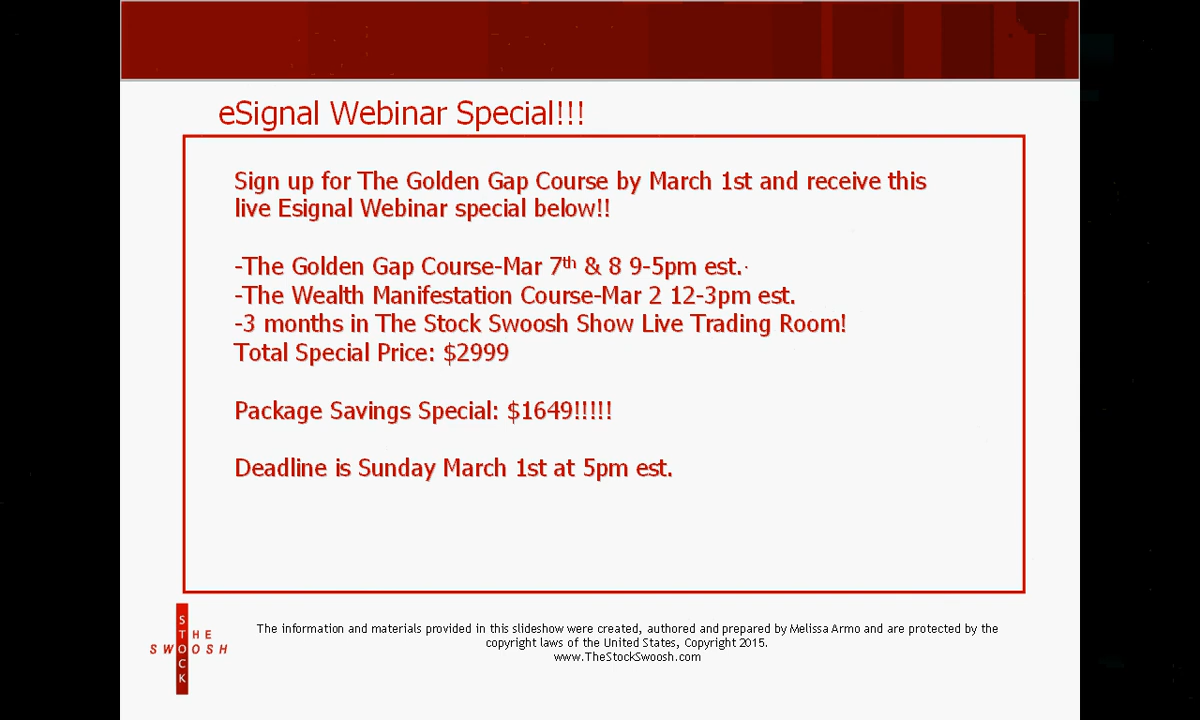 eSignal Webinar Special!!!
Sign up for The Golden Gap Course by March 1st and receive this
live Esignal Webinar special below!!
-The Golden Gap Course-Mar 7th & 8 9-5pm est.
-The Wealth Manifestation Course-Mar 2 12-3pm est.
-3 months in The Stock Swoosh Show Live Trading Room!
Total Special Price: $2999
Package Savings Special: $1649!!!!!
Deadline is Sunday March 1st at 5pm est.
THE
STOCK
SWOOSH
The information and materials provided in this slideshow were created, authored and prepared by Melissa Armo and are protected by the
copyright laws of the United States, Copyright 2015.
www.TheStockSwoosh.com